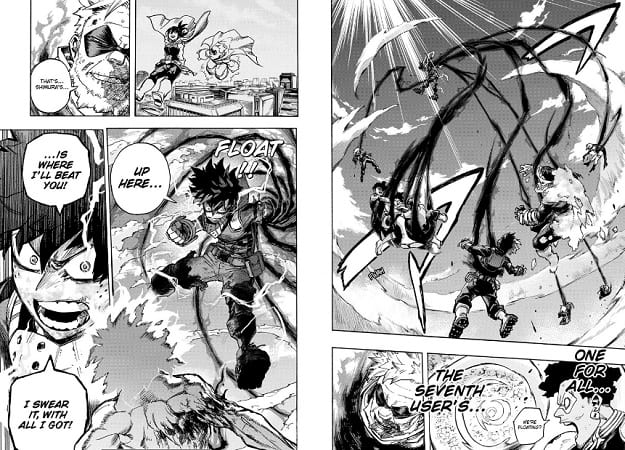 ONE
FOR
ALL...
WE'RE
FLOATING?
THE
SEVENTH
USER'S...
THAT'S...
SHIMURA'S...
FLOAT
!!
UP
HERE...
...IS
WHERE
I'LL BEAT
YOU!
I SWEAR
IT, WITH
ALL I GOT!